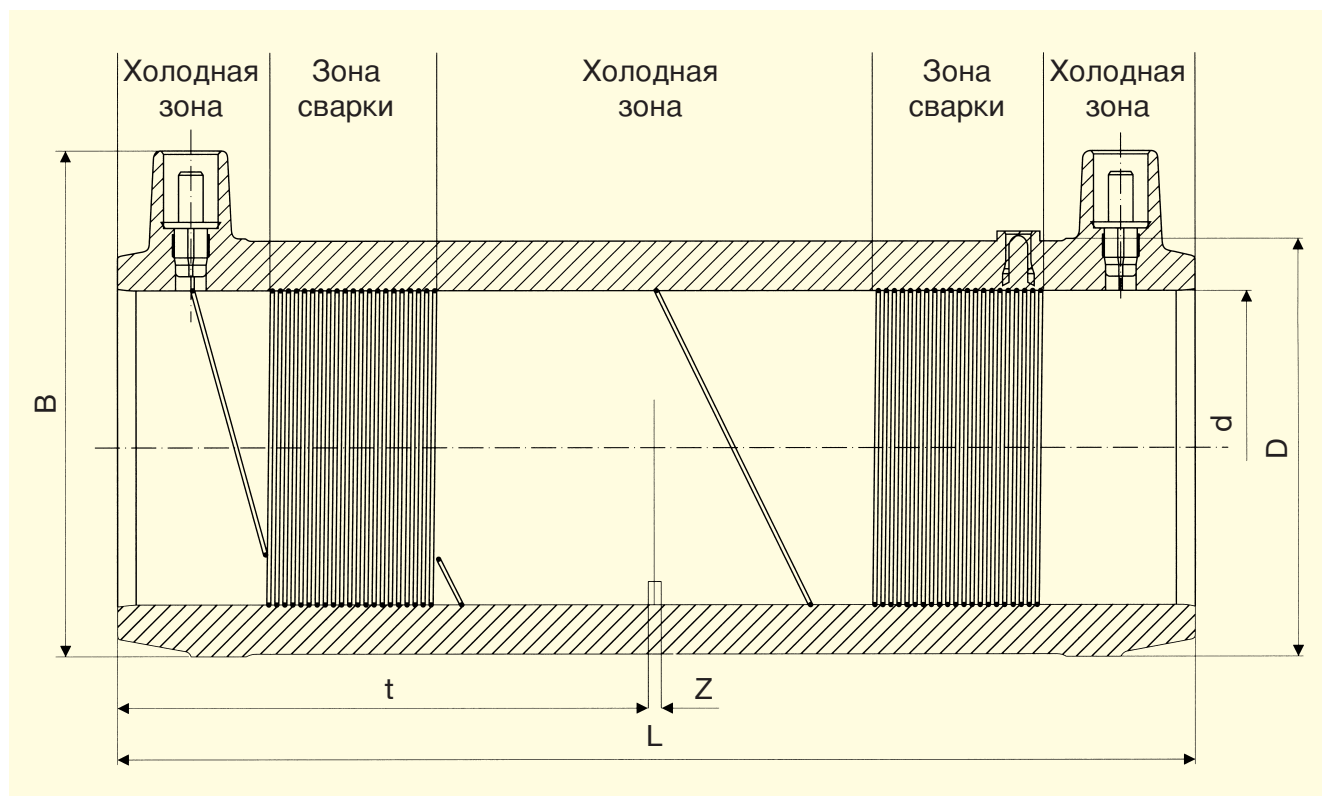 Холодная
зона
Зона
сварки
Холодная
зона
Зона
сварки
Холодная
зона
B
d
D
t
Z
L